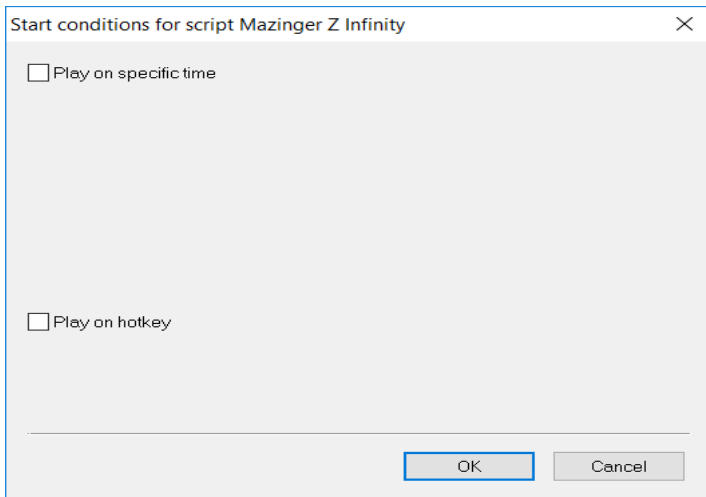 Start conditions for script Mazinger Z Infinity
Play on specific time
Play on hotkey
OK
Cancel